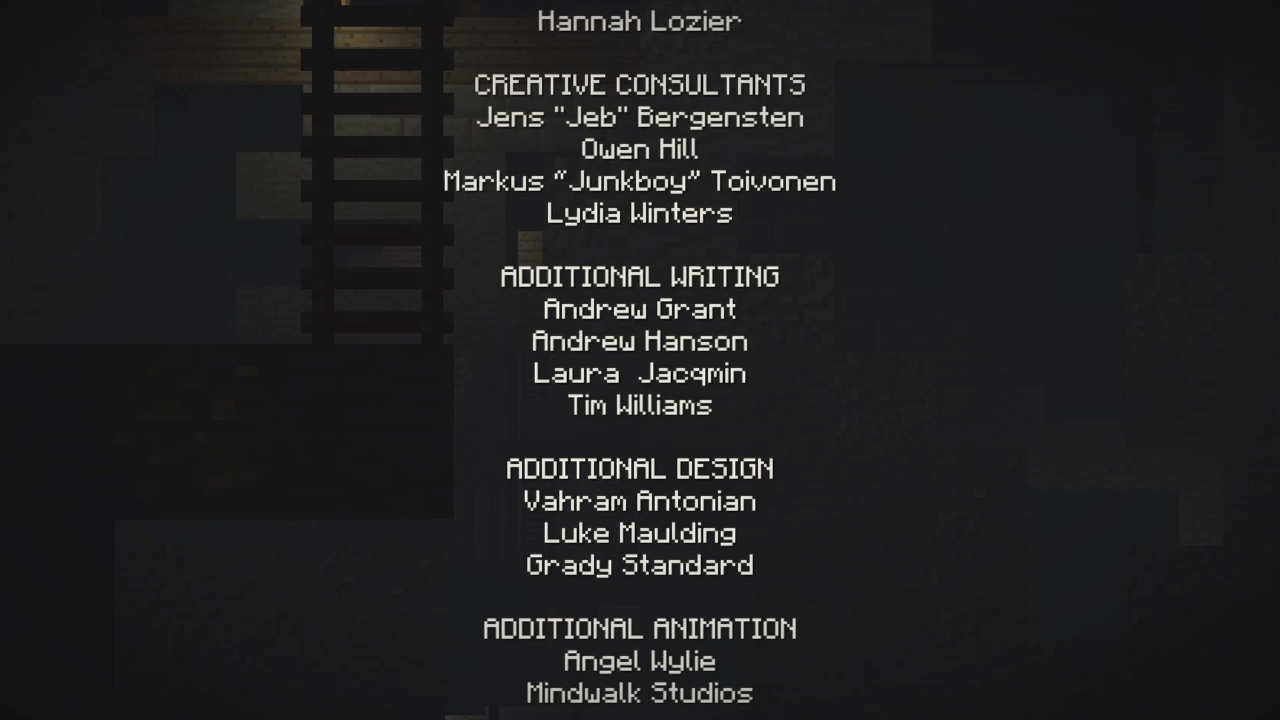 Hannah Lozier
CREATIVE CONSULTANTS
Jens "Jeb" Bergensten
Owen Hill
Markus “Junkboy” Toivonen
Lydia Winters
ADDITIONAL WRITING
Andrew Grant
Andrew Hanson
Laura  Jacqmin
Tim Williams
ADDITIONAL DESIGN
Vahram Antonian
Luke Maulding
Grady Standard
ADDITIONAL ANIMATION
Angel Wylie
Mindwalk Studios